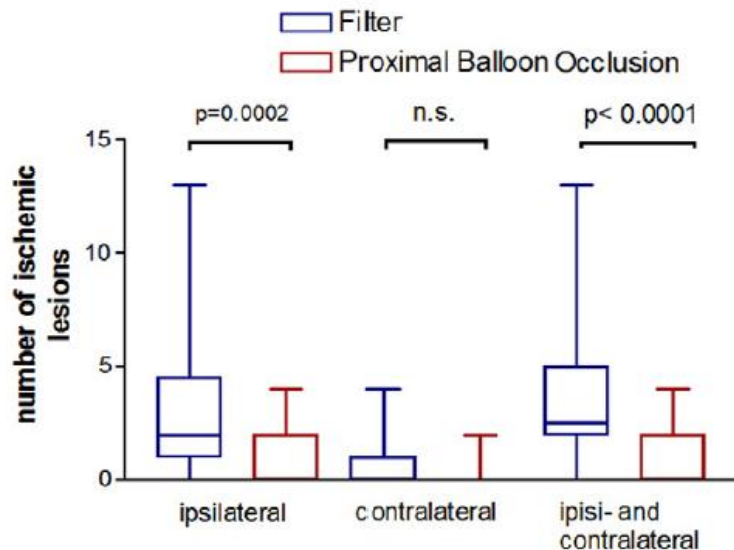 Filter
Proximal Balloon Occlusion
p=0.0002
n.s.
p< 0.0001
15
10
5
0
number of ischemic
lesions
ipsilateral
contralateral
ipisi- and
contralateral